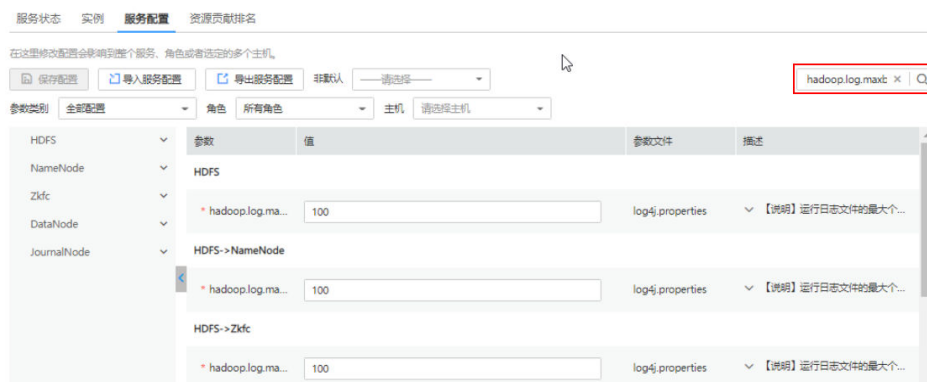 服务状态 实例 服务配置 资源贡献排名
在这里修改配置会影响到整个服务、角色或者选定的多个主机。
保存配置 导入服务配置 导出服务配置 非默认 ——请选择—— hadoop.log.maxb ×
参数类别 全部配置 角色 所有角色 主机 请选择主机
HDFS 参数 值 参数文件 描述
NameNode HDFS
Zkfc * hadoop.log.ma... 100 log4j.properties 【说明】运行日志文件的最大个...
DataNode
JournalNode HDFS->NameNode
* hadoop.log.ma... 100 log4j.properties 【说明】运行日志文件的最大个...
HDFS->Zkfc
* hadoop.log.ma... 100 log4j.properties 【说明】运行日志文件的最大个...